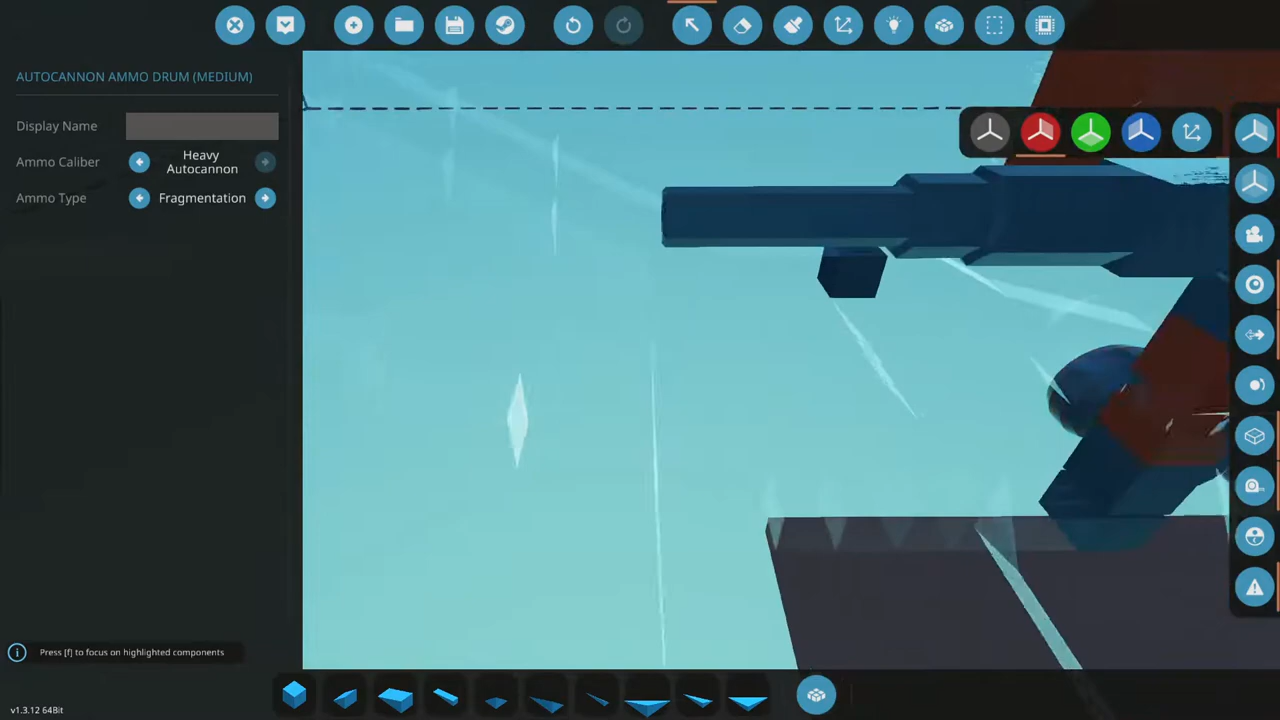 AUTOCANNON AMMO DRUM (MEDIUM)
Display Name
Ammo Caliber
Heavy
Autocannon
Ammo Type
Fragmentation
Press [f] to focus on highlighted components
v1.3.12 64Bit